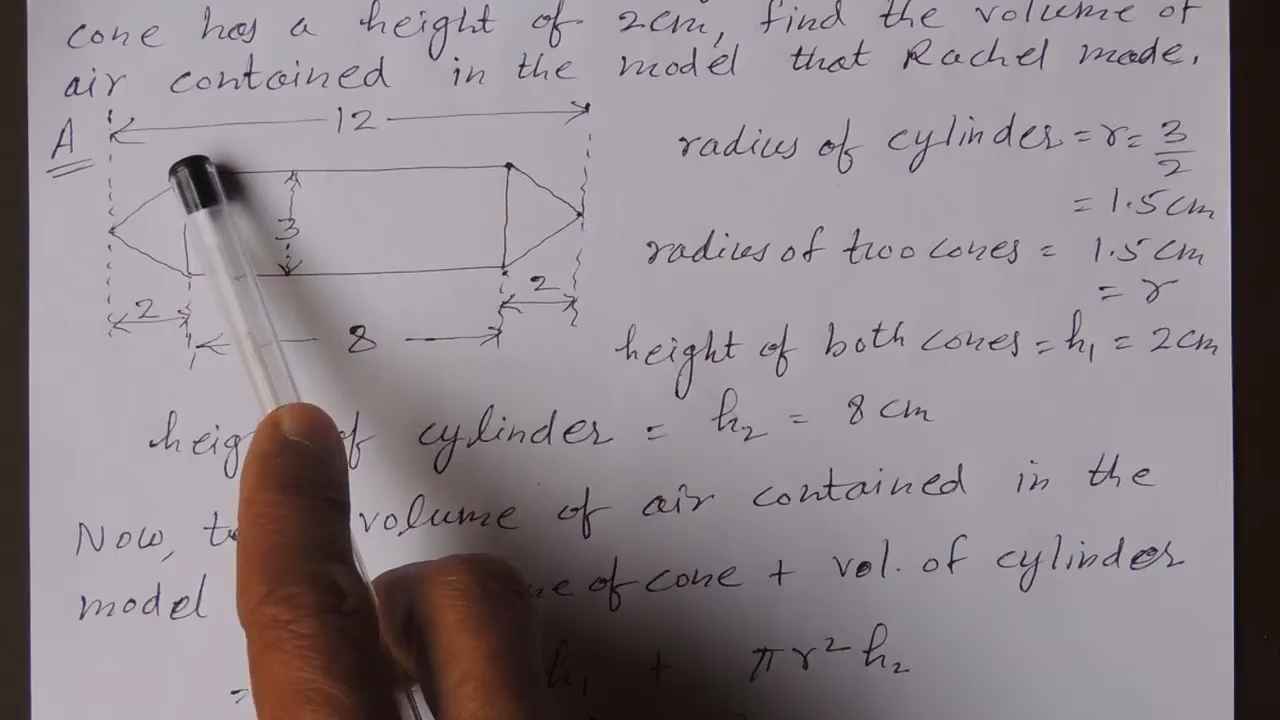 cone has a height of 2cm, find the volume of
air contained in the model that Rachel made.
A
12
3
2
2
8
radius of cylinder = r = 3/2
= 1.5 cm
radius of two cones = 1.5 cm
= r
height of both cones = h₁ = 2 cm
of cylinder = h₂ = 8 cm
Now, volume of air contained in the
model of cone + vol. of cylinder
h₁ + πr²h₂